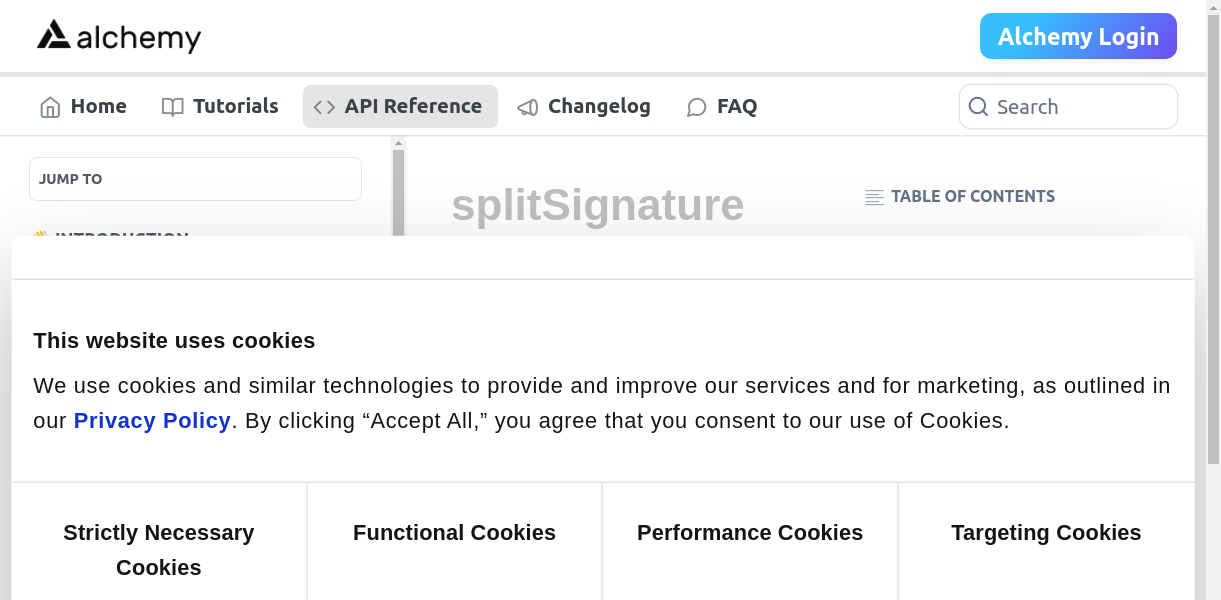 alchemy
Alchemy Login
Home
Tutorials
API Reference
Changelog
FAQ
Search
JUMP TO
splitSignature
TABLE OF CONTENTS
INTRODUCTION
This website uses cookies
We use cookies and similar technologies to provide and improve our services and for marketing, as outlined in
our Privacy Policy. By clicking “Accept All,” you agree that you consent to our use of Cookies.
Strictly Necessary
Cookies
Functional Cookies
Performance Cookies
Targeting Cookies